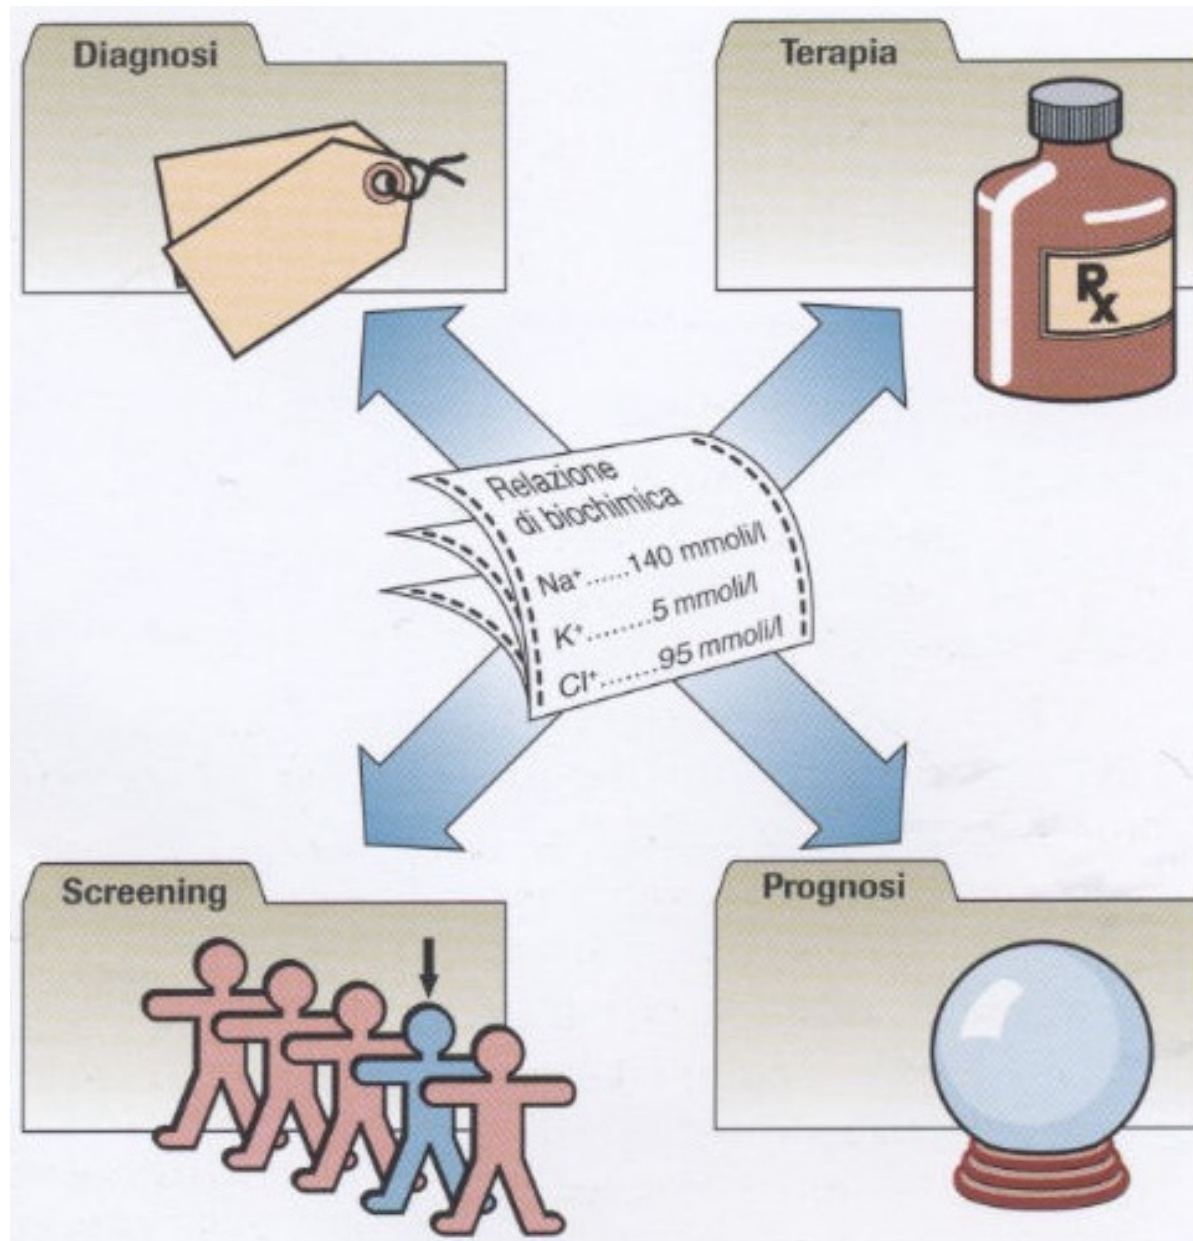 Diagnosi
Terapia
Rx
Relazione
di biochimica
Na⁺......140 mmoli/l
K⁺........5 mmoli/l
Cl⁺.......95 mmoli/l
Screening
Prognosi